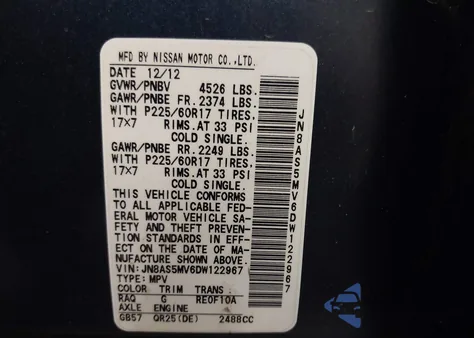 MFD BY NISSAN MOTOR CO.,LTD.
DATE 12/12
GVWR/PNBV 4526 LBS.
GAWR/PNBE FR. 2374 LBS.
WITH P225/60R17 TIRES,
17×7 RIMS.AT 33 PSI
COLD SINGLE.
GAWR/PNBE RR. 2249 LBS.
WITH P225/60R17 TIRES,
17×7 RIMS.AT 33 PSI
COLD SINGLE.
THIS VEHICLE CONFORMS
TO ALL APPLICABLE FED-
ERAL MOTOR VEHICLE SA-
FETY AND THEFT PREVEN-
TION STANDARDS IN EFF-
ECT ON THE DATE OF MA-
NUFACTURE SHOWN ABOVE
VIN: JN8AS5MV6DW122967
TYPE: MPV
COLOR TRIM TRANS
RAQ G RE0F10A
AXLE ENGINE
GB57 QR25(DE) 2488CC
JN8AS5MV6DW122967